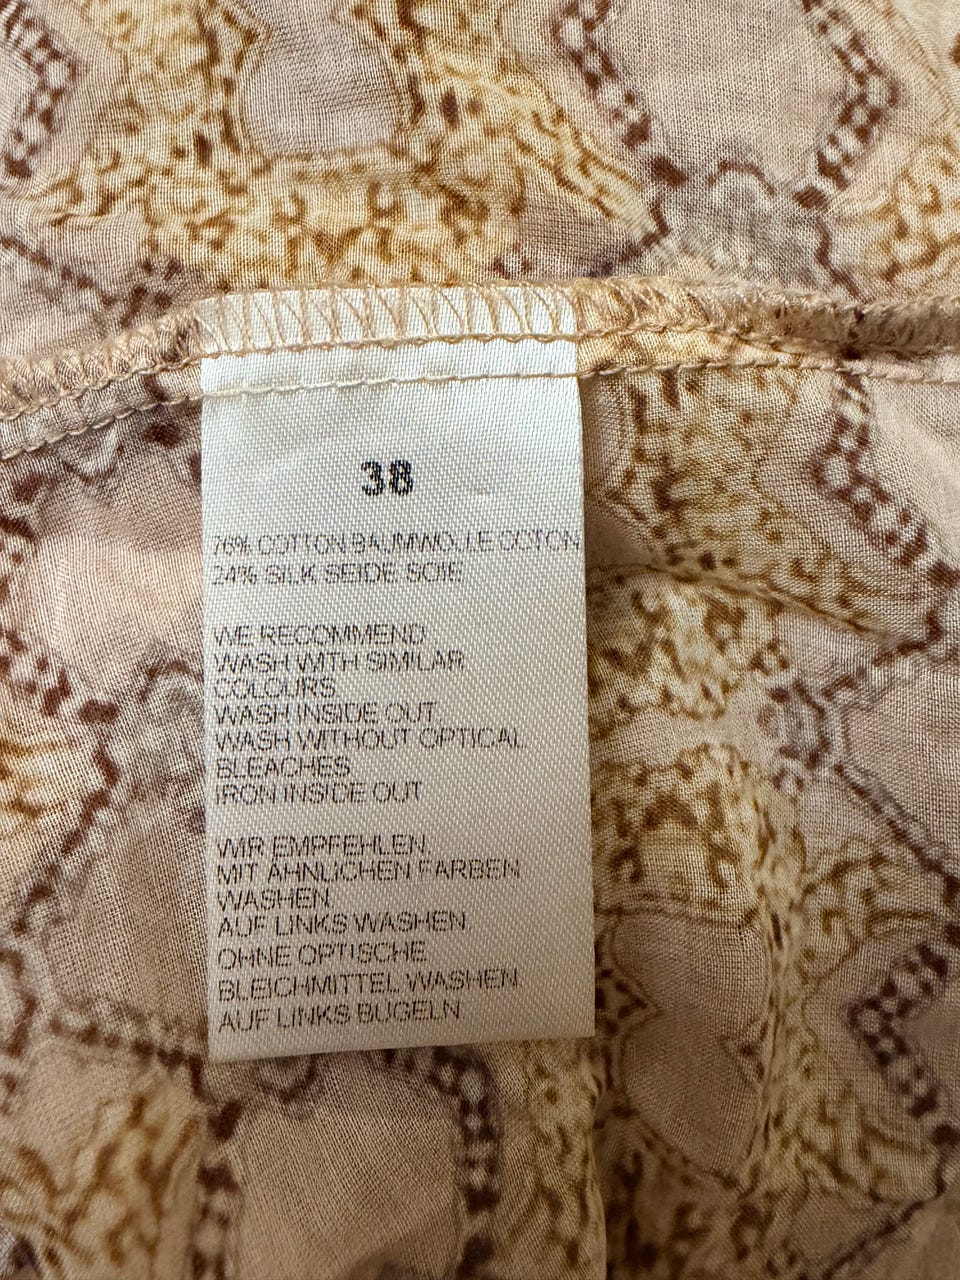 38
76% COTTON BAUMWOLLE COTON
24% SILK SEIDE SOIE
WE RECOMMEND
WASH WITH SIMILAR
COLOURS
WASH INSIDE OUT
WASH WITHOUT OPTICAL
BLEACHES
IRON INSIDE OUT
WIR EMPFEHLEN
MIT ÄHNLICHEN FARBEN
WASHEN
AUF LINKS WASHEN
OHNE OPTISCHE
BLEICHMITTEL WASHEN
AUF LINKS BUGELN